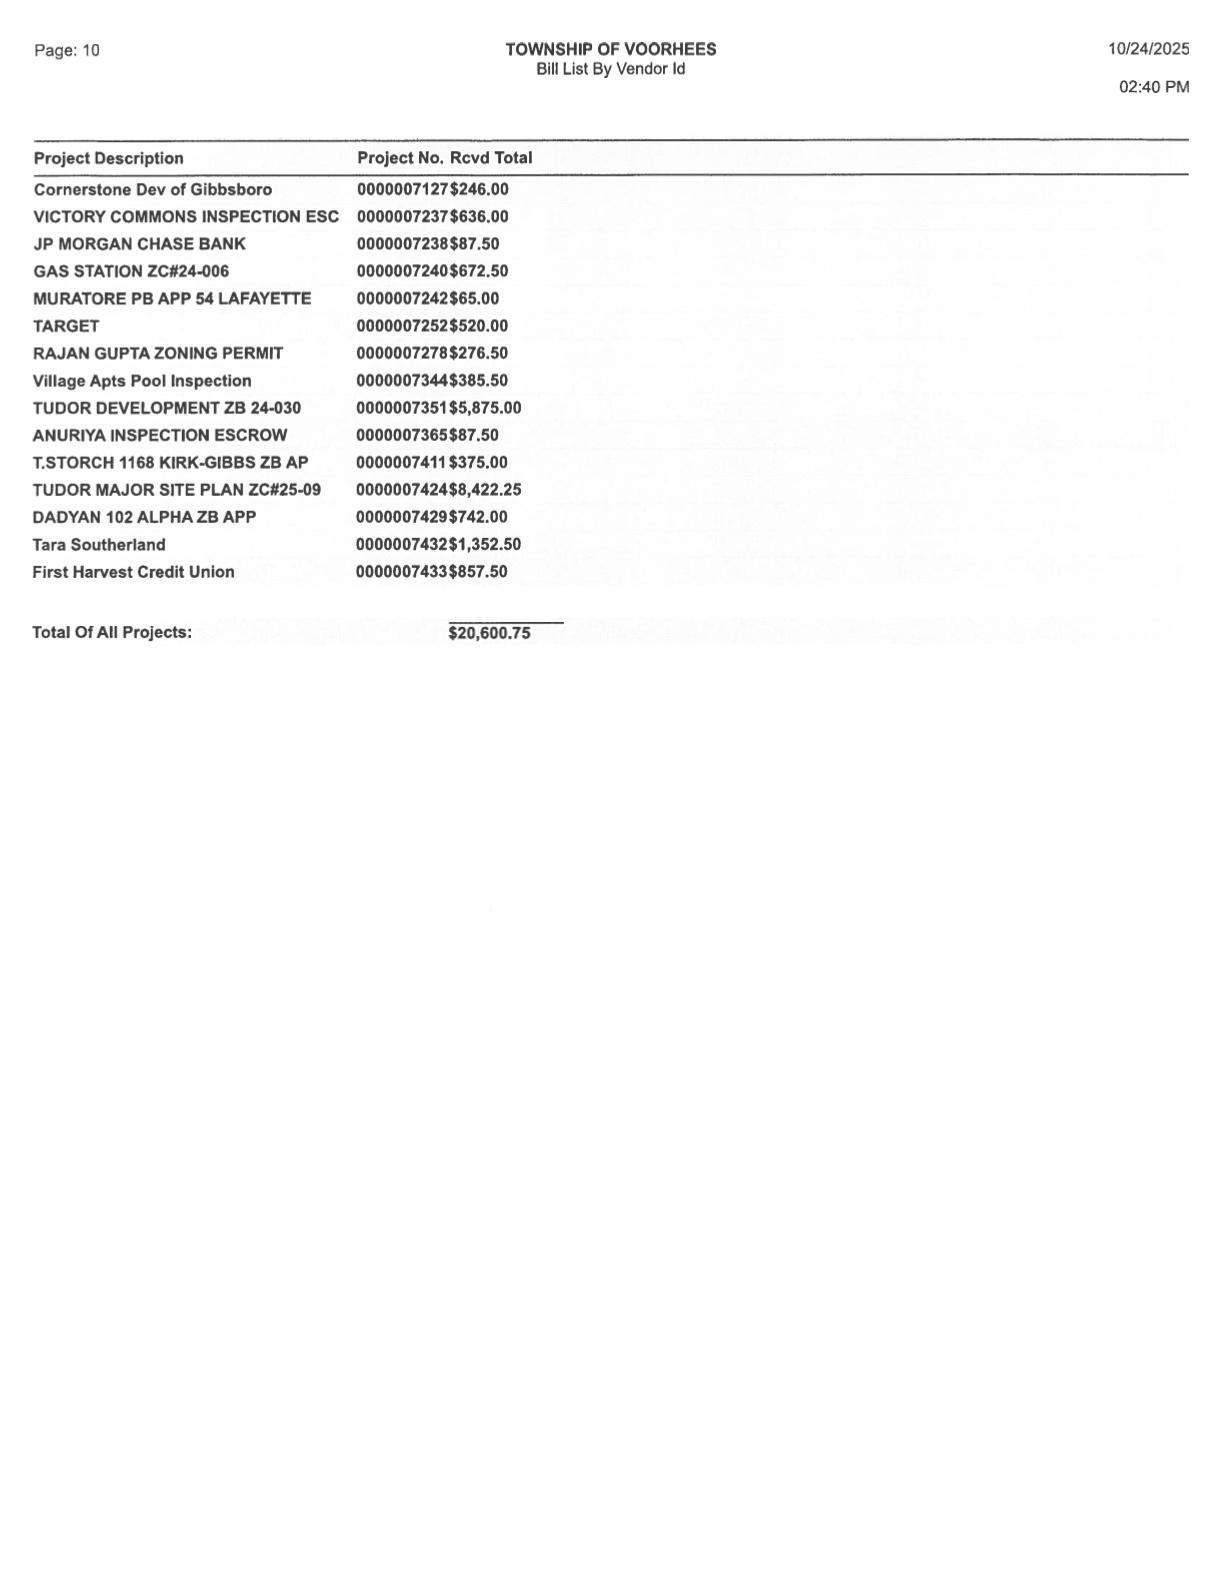 Page: 10
TOWNSHIP OF VOORHEES
10/24/2025
Bill List By Vendor Id
02:40 PM
Project Description Project No. Rcvd Total
Cornerstone Dev of Gibbsboro 0000007127 $246.00
VICTORY COMMONS INSPECTION ESC 0000007237 $636.00
JP MORGAN CHASE BANK 0000007238 $87.50
GAS STATION ZC#24-006 0000007240 $672.50
MURATORE PB APP 54 LAFAYETTE 0000007242 $65.00
TARGET 0000007252 $520.00
RAJAN GUPTA ZONING PERMIT 0000007278 $276.50
Village Apts Pool Inspection 0000007344 $385.50
TUDOR DEVELOPMENT ZB 24-030 0000007351 $5,875.00
ANURIYA INSPECTION ESCROW 0000007365 $87.50
T.STORCH 1168 KIRK-GIBBS ZB AP 0000007411 $375.00
TUDOR MAJOR SITE PLAN ZC#25-09 0000007424 $8,422.25
DADYAN 102 ALPHA ZB APP 0000007429 $742.00
Tara Southerland 0000007432 $1,352.50
First Harvest Credit Union 0000007433 $857.50
Total Of All Projects: $20,600.75